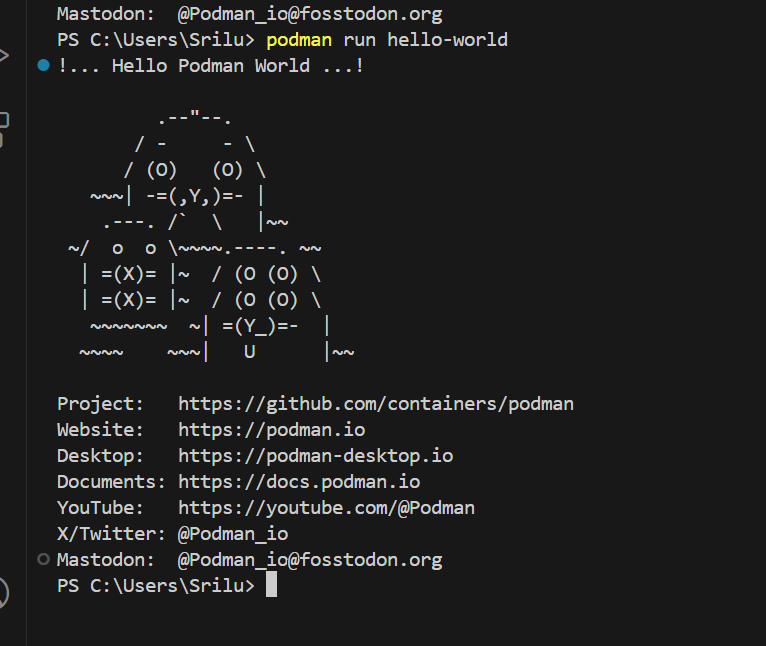 Mastodon:  @Podman_io@fosstodon.org
PS C:\Users\Srilu> podman run hello-world
!... Hello Podman World ...!
         .--"--.
       / -     - \
      / (O)   (O) \
   ~~~| -=(,Y,)=- |
    .---. /`  \   |~~
 ~/  o  o \~~~~.----. ~~
  | =(X)= |~  / (O (O) \
  | =(X)= |~  / (O (O) \
   ~~~~~~~  ~| =(Y_)=-  |
  ~~~~    ~~~|   U      |~~
Project:   https://github.com/containers/podman
Website:   https://podman.io
Desktop:   https://podman-desktop.io
Documents: https://docs.podman.io
YouTube:   https://youtube.com/@Podman
X/Twitter: @Podman_io
Mastodon:  @Podman_io@fosstodon.org
PS C:\Users\Srilu>